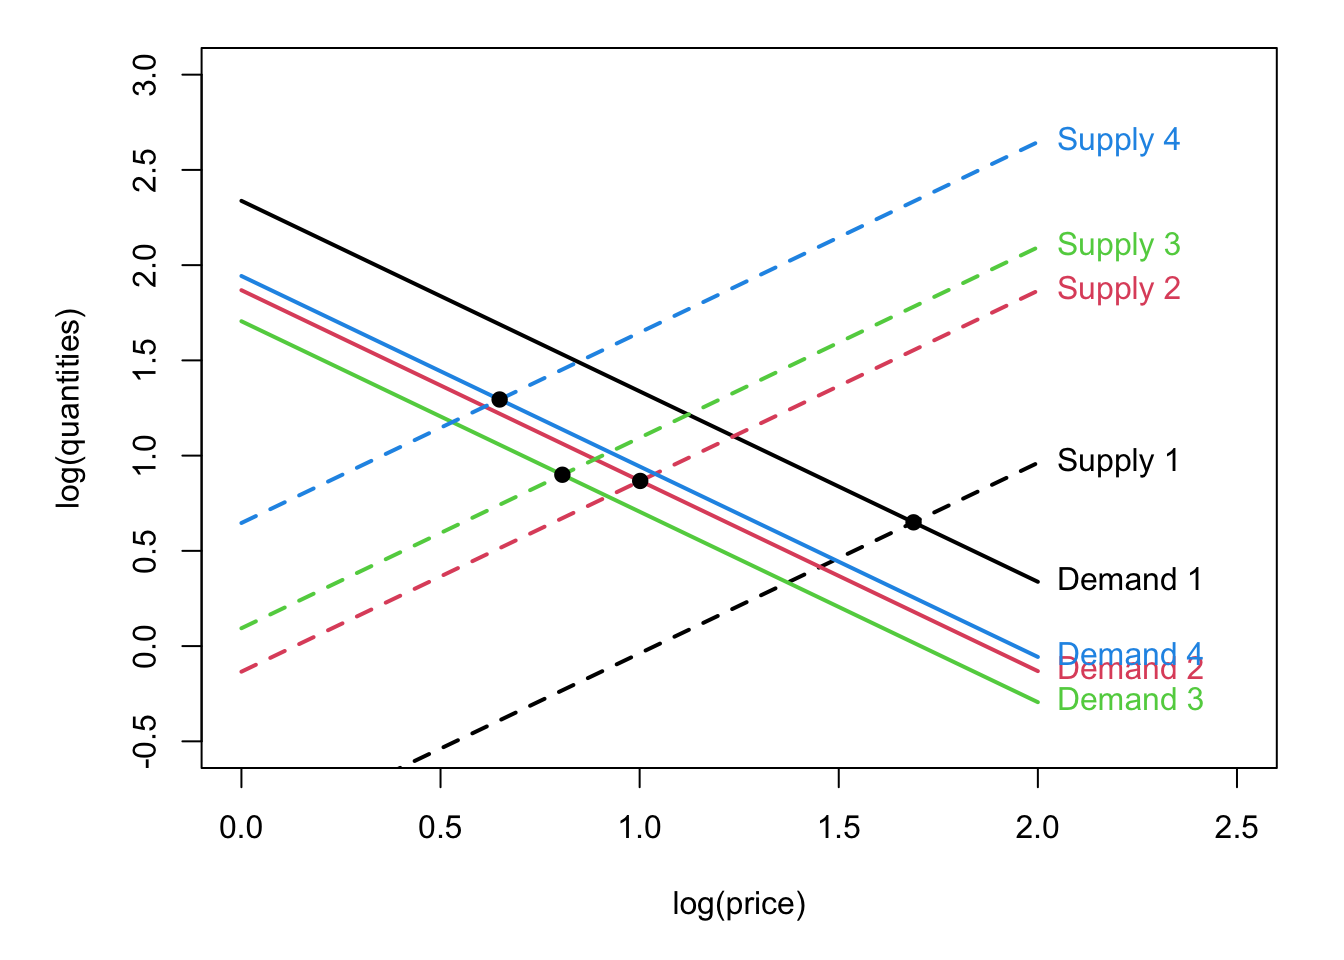 3.0
2.5
2.0
1.5
1.0
0.5
0.0
-0.5
log(quantities)
Supply 4
Supply 3
Supply 2
Supply 1
Demand 1
Demand 4
Demand 2
Demand 3
0.0 0.5 1.0 1.5 2.0 2.5
log(price)